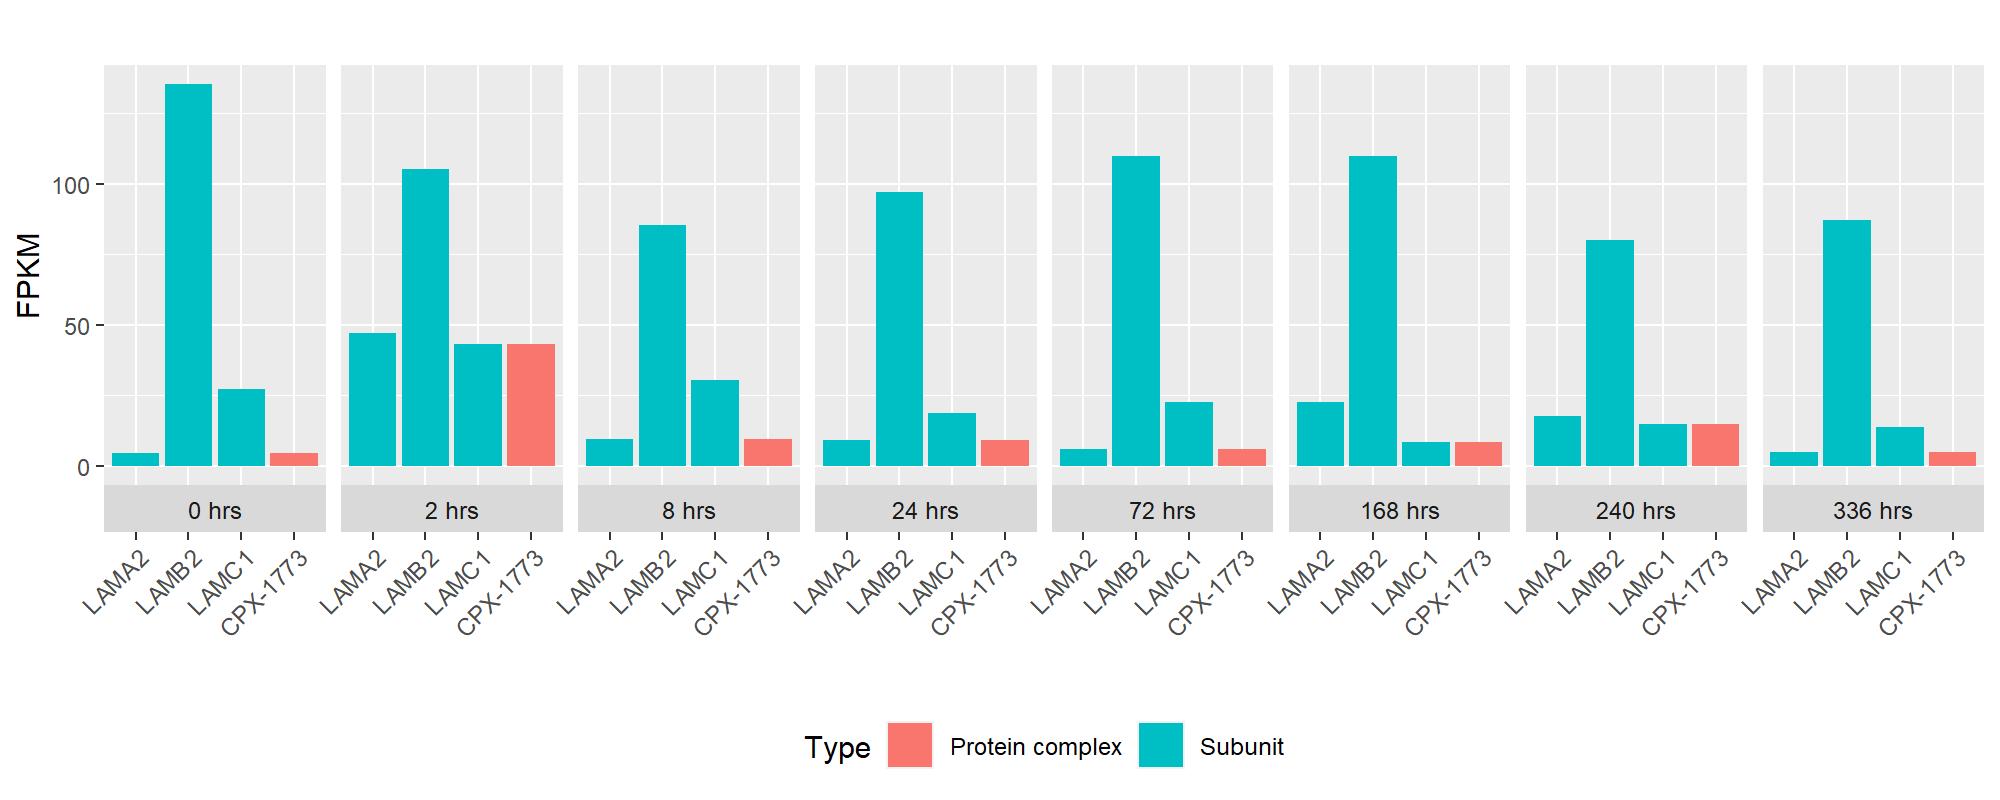 FPKM
100
50
0
0 hrs 2 hrs 8 hrs 24 hrs 72 hrs 168 hrs 240 hrs 336 hrs
LAMA2 LAMB2 LAMC1 CPX-1773 LAMA2 LAMB2 LAMC1 CPX-1773 LAMA2 LAMB2 LAMC1 CPX-1773 LAMA2 LAMB2 LAMC1 CPX-1773 LAMA2 LAMB2 LAMC1 CPX-1773 LAMA2 LAMB2 LAMC1 CPX-1773 LAMA2 LAMB2 LAMC1 CPX-1773 LAMA2 LAMB2 LAMC1 CPX-1773
Type Protein complex Subunit